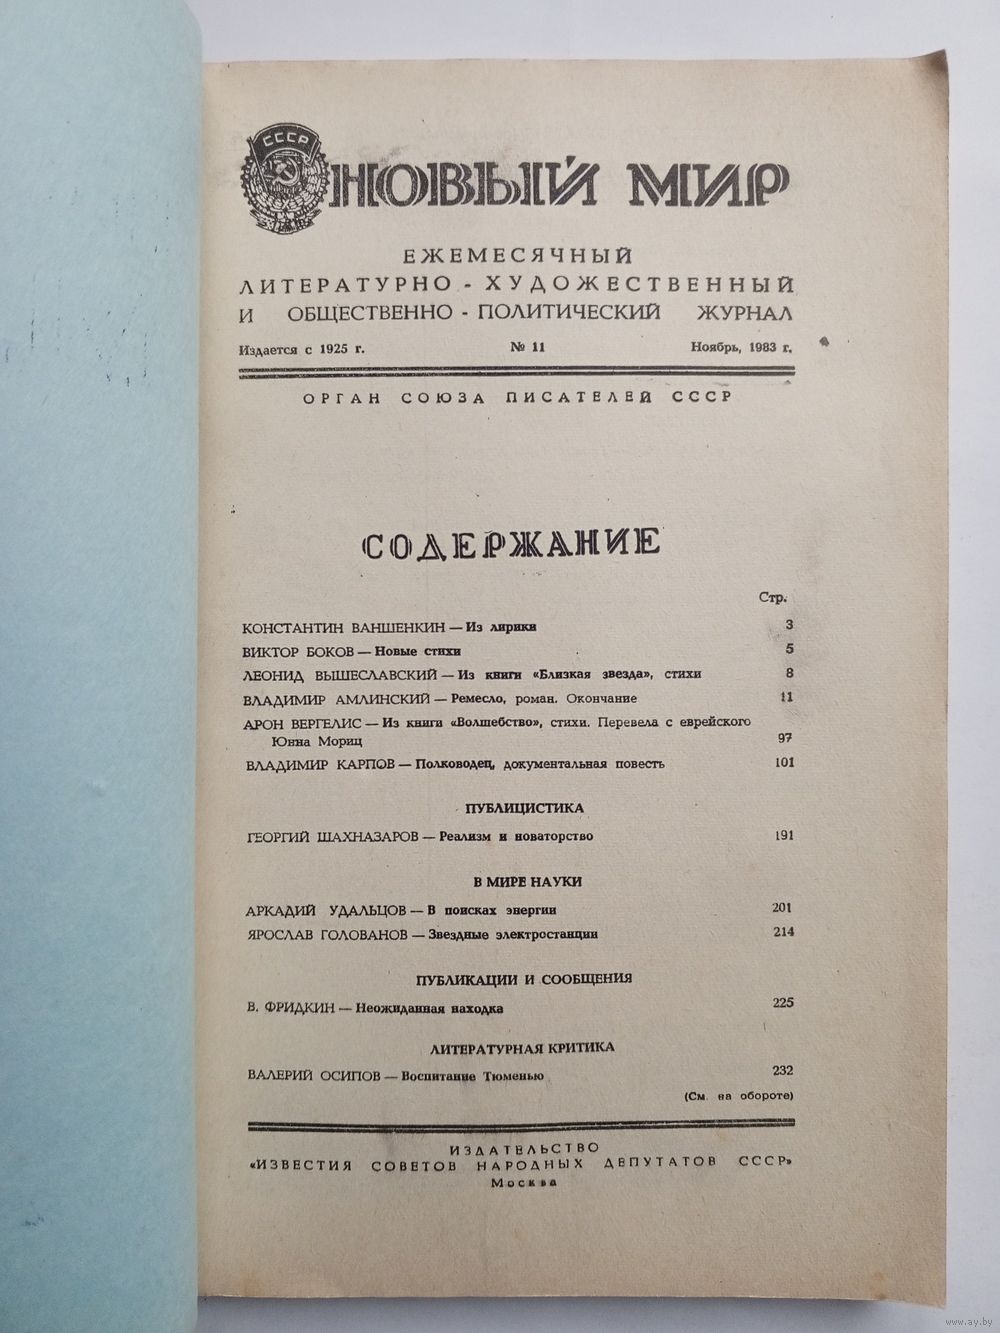 СССР
НОВЫЙ МИР
ЕЖЕМЕСЯЧНЫЙ
ЛИТЕРАТУРНО - ХУДОЖЕСТВЕННЫЙ
И ОБЩЕСТВЕННО - ПОЛИТИЧЕСКИЙ ЖУРНАЛ
Издается с 1925 г. № 11 Ноябрь, 1983 г.
ОРГАН СОЮЗА ПИСАТЕЛЕЙ СССР
СОДЕРЖАНИЕ
Стр.
КОНСТАНТИН ВАНШЕНКИН — Из лирики 3
ВИКТОР БОКОВ — Новые стихи 5
ЛЕОНИД ВЫШЕСЛАВСКИЙ — Из книги «Близкая звезда», стихи 8
ВЛАДИМИР АМЛИНСКИЙ — Ремесло, роман. Окончание 11
АРОН ВЕРГЕЛИС — Из книги «Волшебство», стихи. Перевела с еврейского
Юнна Мориц 97
ВЛАДИМИР КАРПОВ — Полководец, документальная повесть 101
ПУБЛИЦИСТИКА
ГЕОРГИЙ ШАХНАЗАРОВ — Реализм и новаторство 191
В МИРЕ НАУКИ
АРКАДИЙ УДАЛЬЦОВ — В поисках энергии 201
ЯРОСЛАВ ГОЛОВАНОВ — Звездные электростанции 214
ПУБЛИКАЦИИ И СООБЩЕНИЯ
В. ФРИДКИН — Неожиданная находка 225
ЛИТЕРАТУРНАЯ КРИТИКА
ВАЛЕРИЙ ОСИПОВ — Воспитание Тюменью 232
(См. на обороте)
ИЗДАТЕЛЬСТВО
«ИЗВЕСТИЯ СОВЕТОВ НАРОДНЫХ ДЕПУТАТОВ СССР»
Москва
www.ay.by